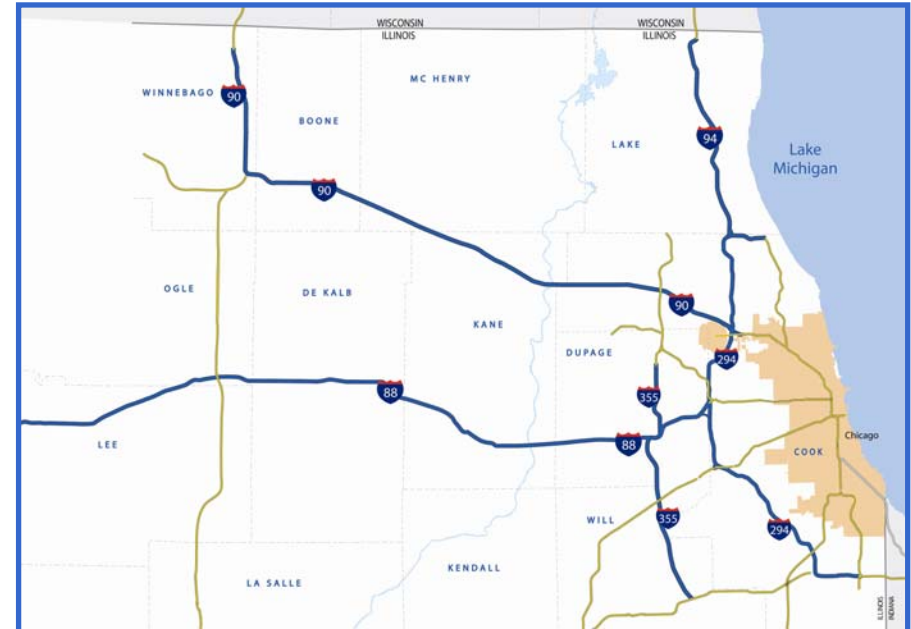 WISCONSIN
ILLINOIS
WISCONSIN
ILLINOIS
MC HENRY
WINNEBAGO
90
BOONE
94
LAKE
Lake
Michigan
90
OGLE
DE KALB
90
KANE
DUPAGE
294
88
355
LEE
88
COOK
Chicago
WILL
355
294
KENDALL
LA SALLE
ILLINOIS
INDIANA